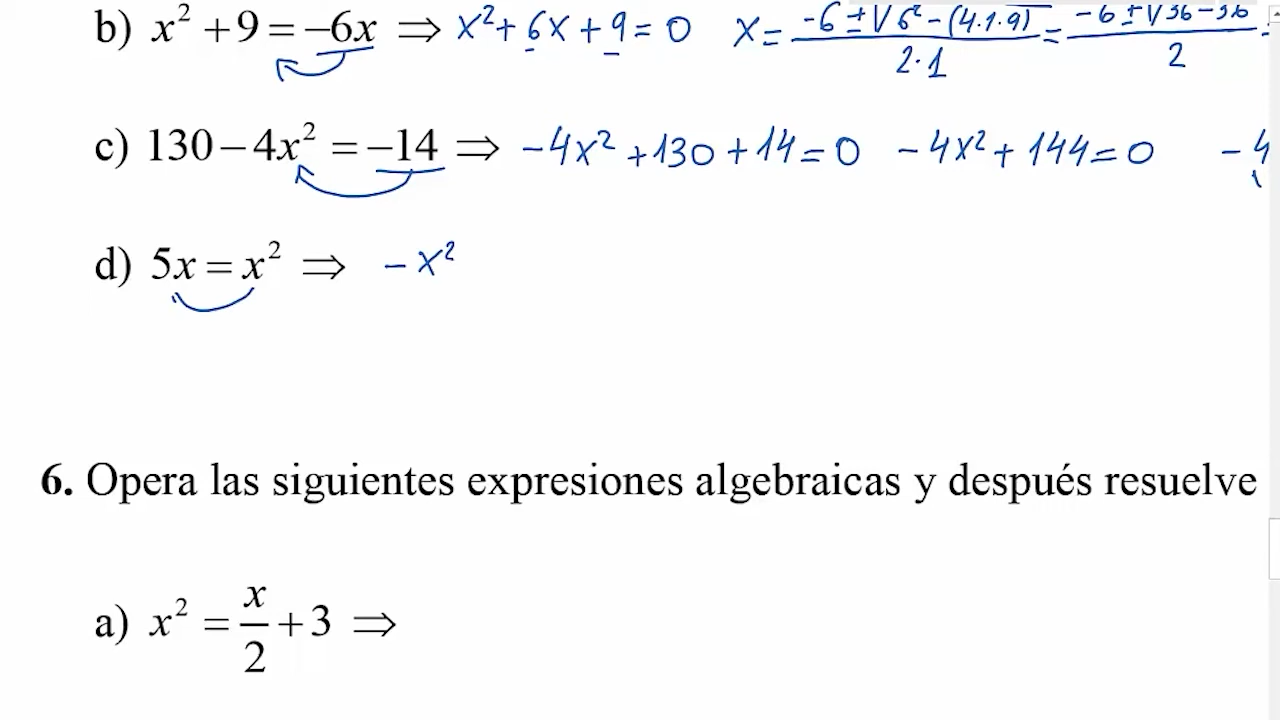 b) x² + 9 = −6x ⇒ x² + 6x + 9 = 0 x = (-6 ± √6² - (4·1·9)) / 2·1 = (-6 ± √36 - 36) / 2 =
c) 130 − 4x² = −14 ⇒ -4x² + 130 + 14 = 0 -4x² + 144 = 0 -4
d) 5x = x² ⇒ -x²
6. Opera las siguientes expresiones algebraicas y después resuelve
a) x² = x/2 + 3 ⇒